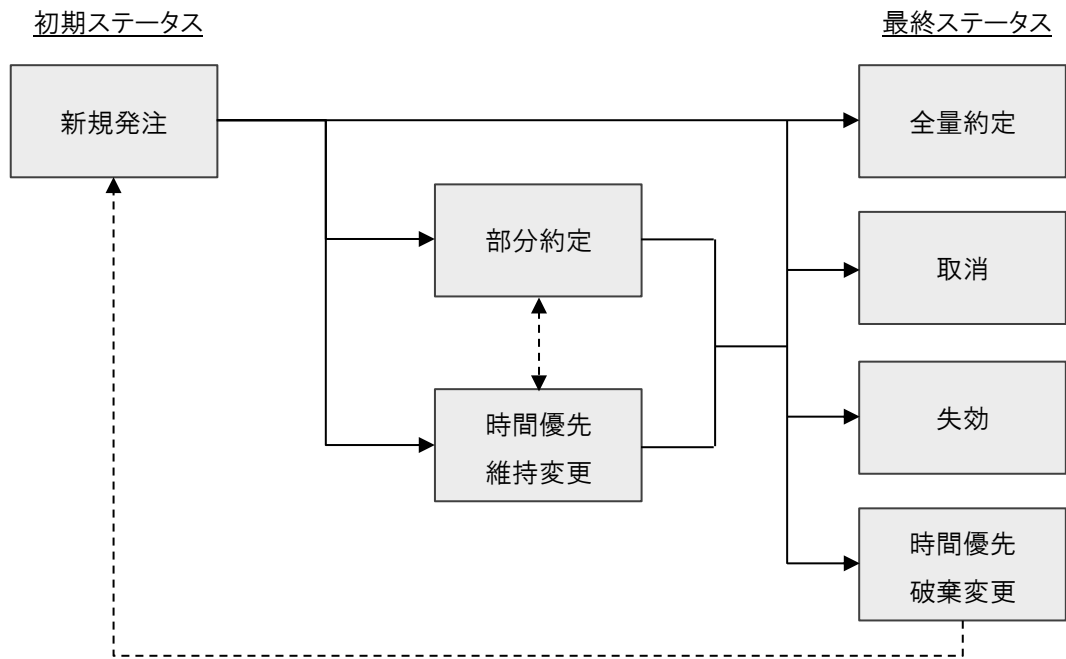 初期ステータス
最終ステータス
新規発注
全量約定
部分約定
取消
時間優先
維持変更
失効
時間優先
破棄変更